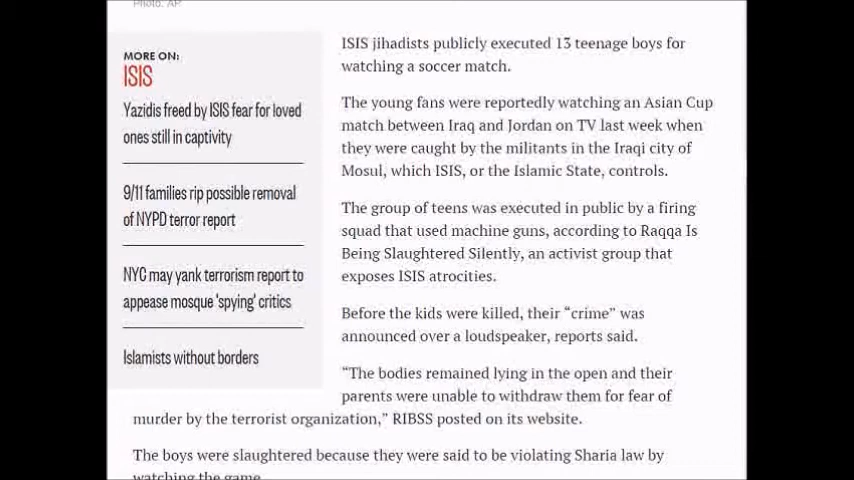 Photo: AP
MORE ON:
ISIS
Yazidis freed by ISIS fear for loved
ones still in captivity
9/11 families rip possible removal
of NYPD terror report
NYC may yank terrorism report to
appease mosque 'spying' critics
Islamists without borders
ISIS jihadists publicly executed 13 teenage boys for
watching a soccer match.
The young fans were reportedly watching an Asian Cup
match between Iraq and Jordan on TV last week when
they were caught by the militants in the Iraqi city of
Mosul, which ISIS, or the Islamic State, controls.
The group of teens was executed in public by a firing
squad that used machine guns, according to Raqqa Is
Being Slaughtered Silently, an activist group that
exposes ISIS atrocities.
Before the kids were killed, their “crime” was
announced over a loudspeaker, reports said.
“The bodies remained lying in the open and their
parents were unable to withdraw them for fear of
murder by the terrorist organization,” RIBSS posted on its website.
The boys were slaughtered because they were said to be violating Sharia law by
watching the game.